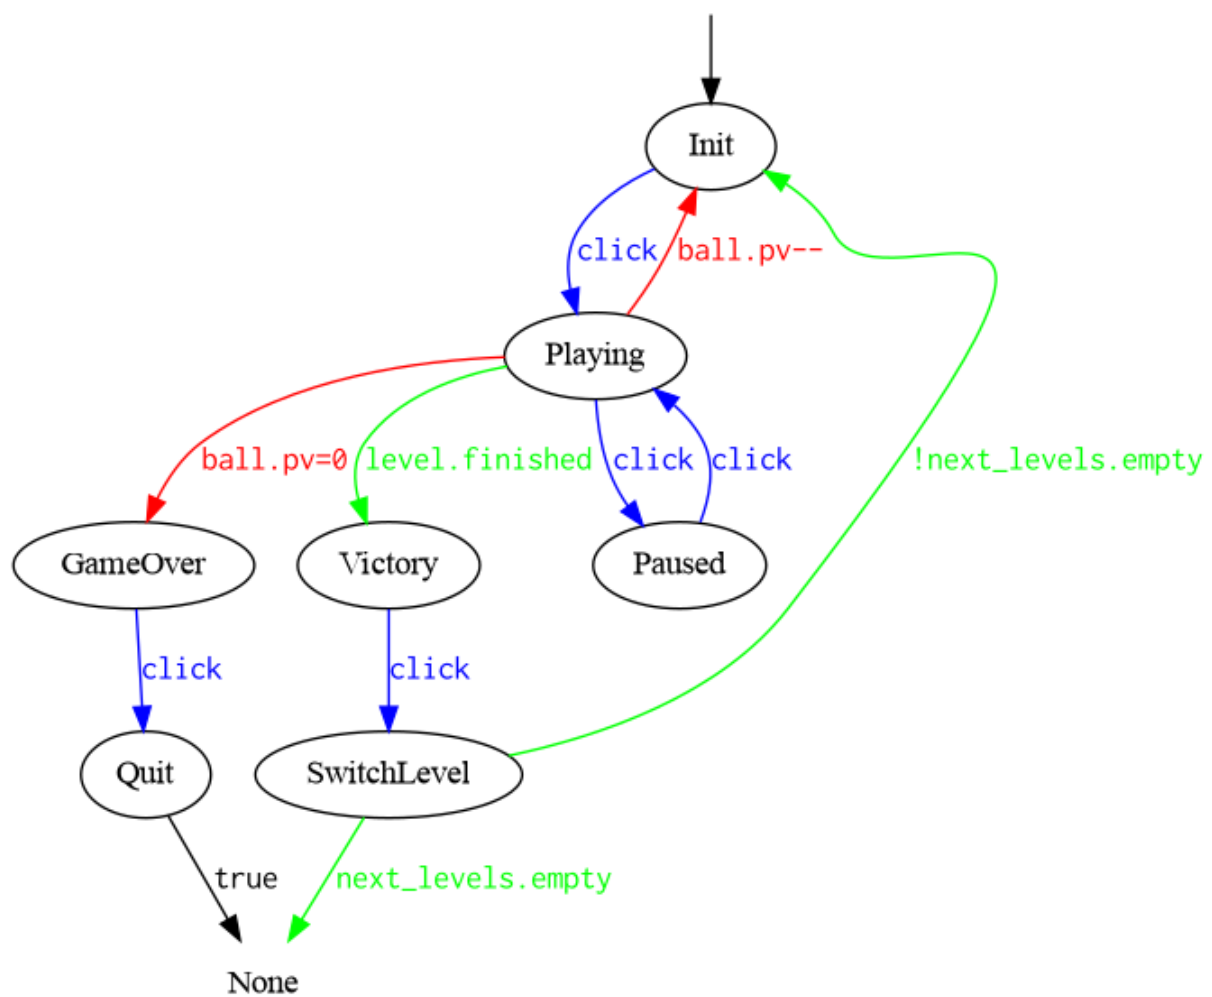 Init
click
ball.pv--
Playing
ball.pv=0
level.finished
click
click
!next_levels.empty
GameOver
Victory
Paused
click
click
Quit
SwitchLevel
true
next_levels.empty
None